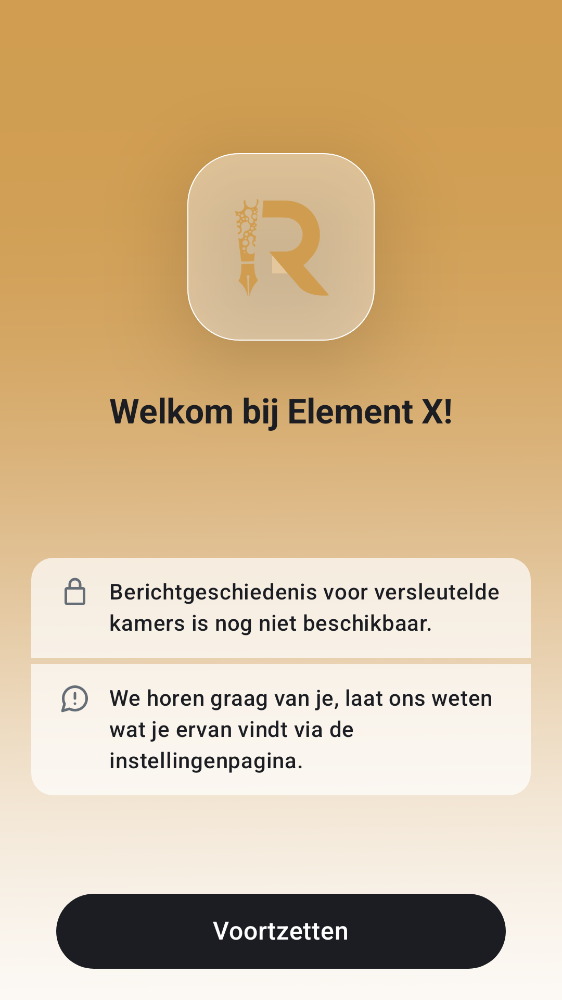 R
Welkom bij Element X!
Berichtgeschiedenis voor versleutelde
kamers is nog niet beschikbaar.
We horen graag van je, laat ons weten
wat je ervan vindt via de
instellingenpagina.
Voortzetten